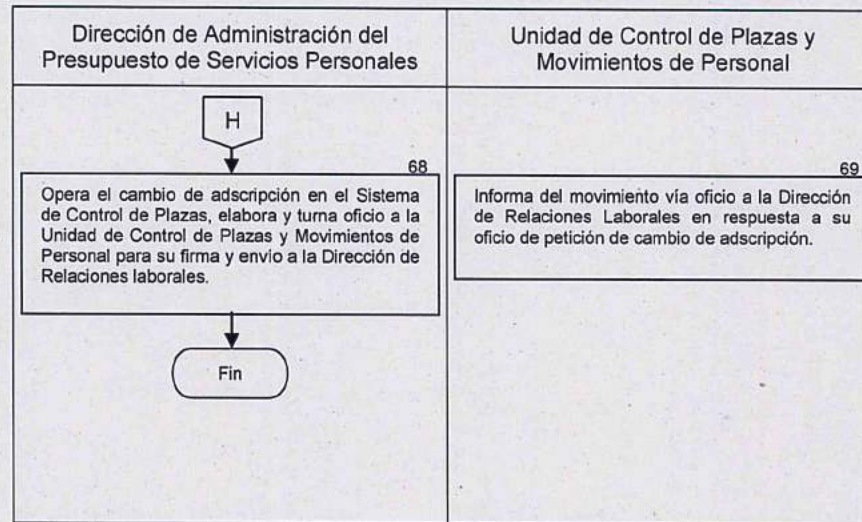 Dirección de Administración del
Presupuesto de Servicios Personales
Unidad de Control de Plazas y
Movimientos de Personal
H
68
Opera el cambio de adscripción en el Sistema
de Control de Plazas, elabora y turna oficio a la
Unidad de Control de Plazas y Movimientos de
Personal para su firma y envío a la Dirección de
Relaciones laborales.
69
Informa del movimiento vía oficio a la Dirección
de Relaciones Laborales en respuesta a su
oficio de petición de cambio de adscripción.
Fin